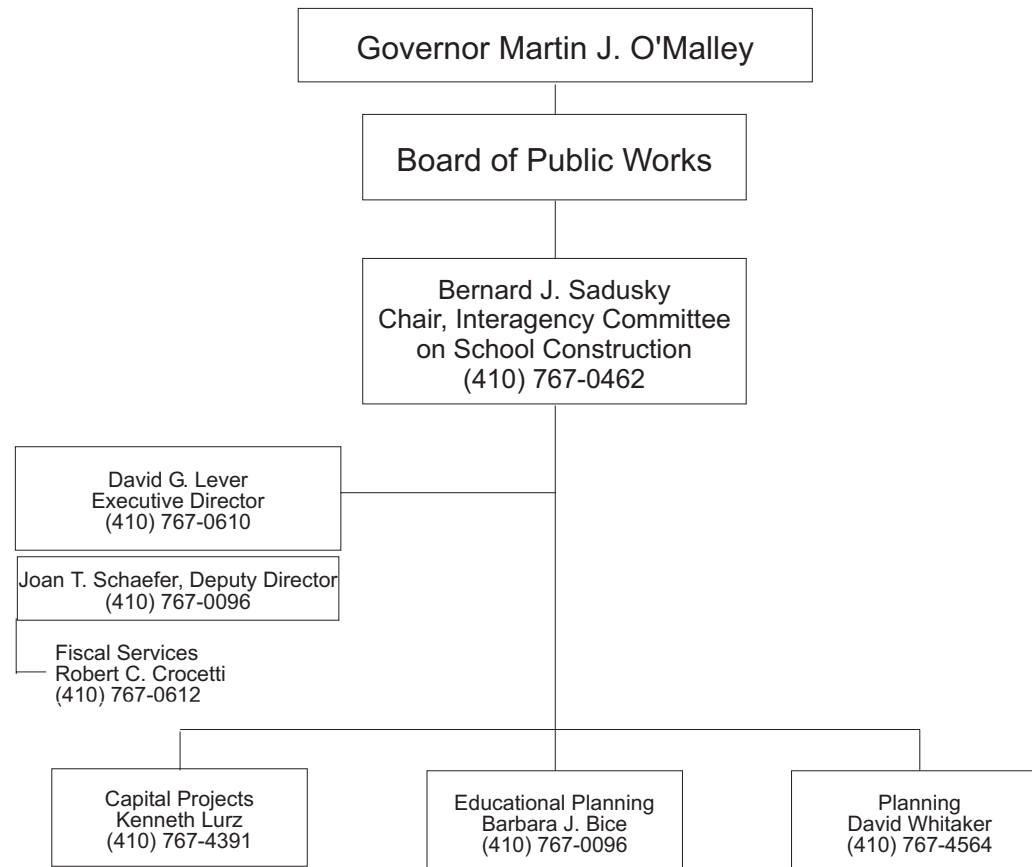 Governor Martin J. O'Malley
Board of Public Works
Bernard J. Sadusky
Chair, Interagency Committee
on School Construction
(410) 767-0462
David G. Lever
Executive Director
(410) 767-0610
Joan T. Schaefer, Deputy Director
(410) 767-0096
Fiscal Services
Robert C. Crocetti
(410) 767-0612
Capital Projects
Kenneth Lurz
(410) 767-4391
Educational Planning
Barbara J. Bice
(410) 767-0096
Planning
David Whitaker
(410) 767-4564